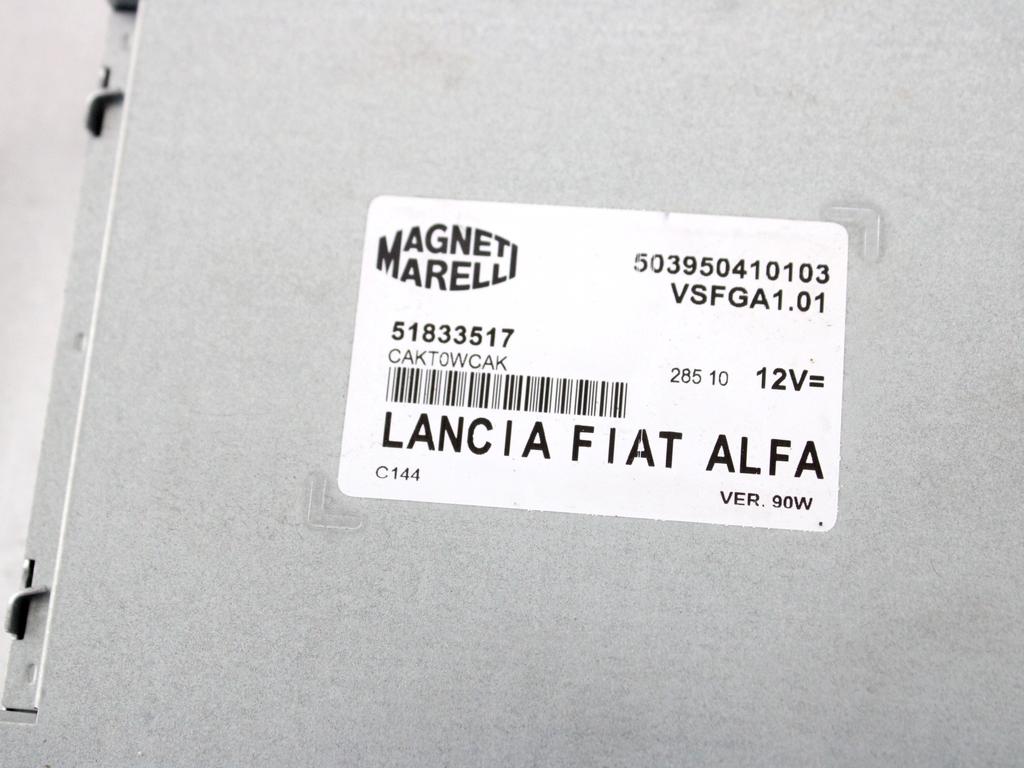 MAGNETI
MARELLI
503950410103
VSFGA1.01
51833517
CAKT0WCAK
285 10 12V=
LANCIA FIAT ALFA
C144
VER. 90W